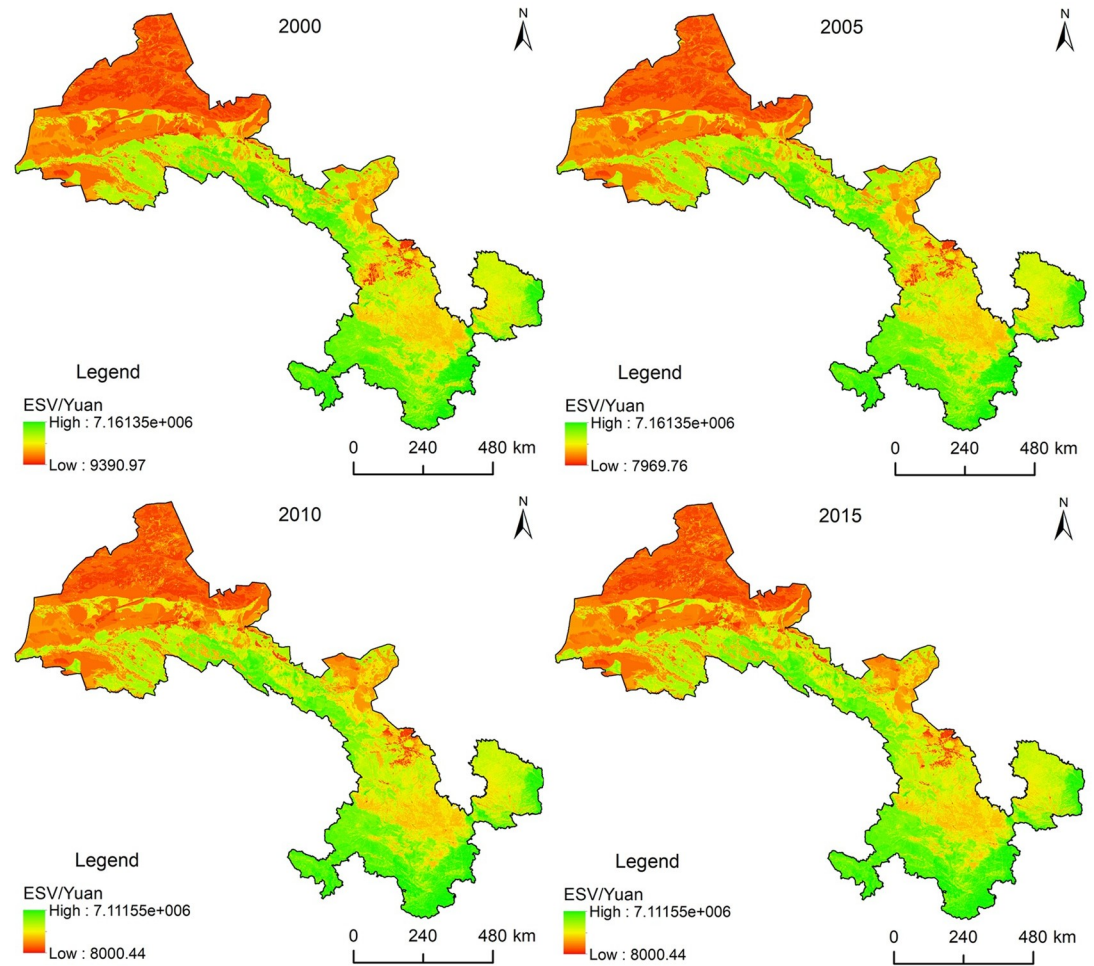 2000
N
Legend
ESV/Yuan
High : 7.16135e+006
Low : 9390.97
0 240 480 km
2005
N
Legend
ESV/Yuan
High : 7.16135e+006
Low : 7969.76
0 240 480 km
2010
N
Legend
ESV/Yuan
High : 7.11155e+006
Low : 8000.44
0 240 480 km
2015
N
Legend
ESV/Yuan
High : 7.11155e+006
Low : 8000.44
0 240 480 km